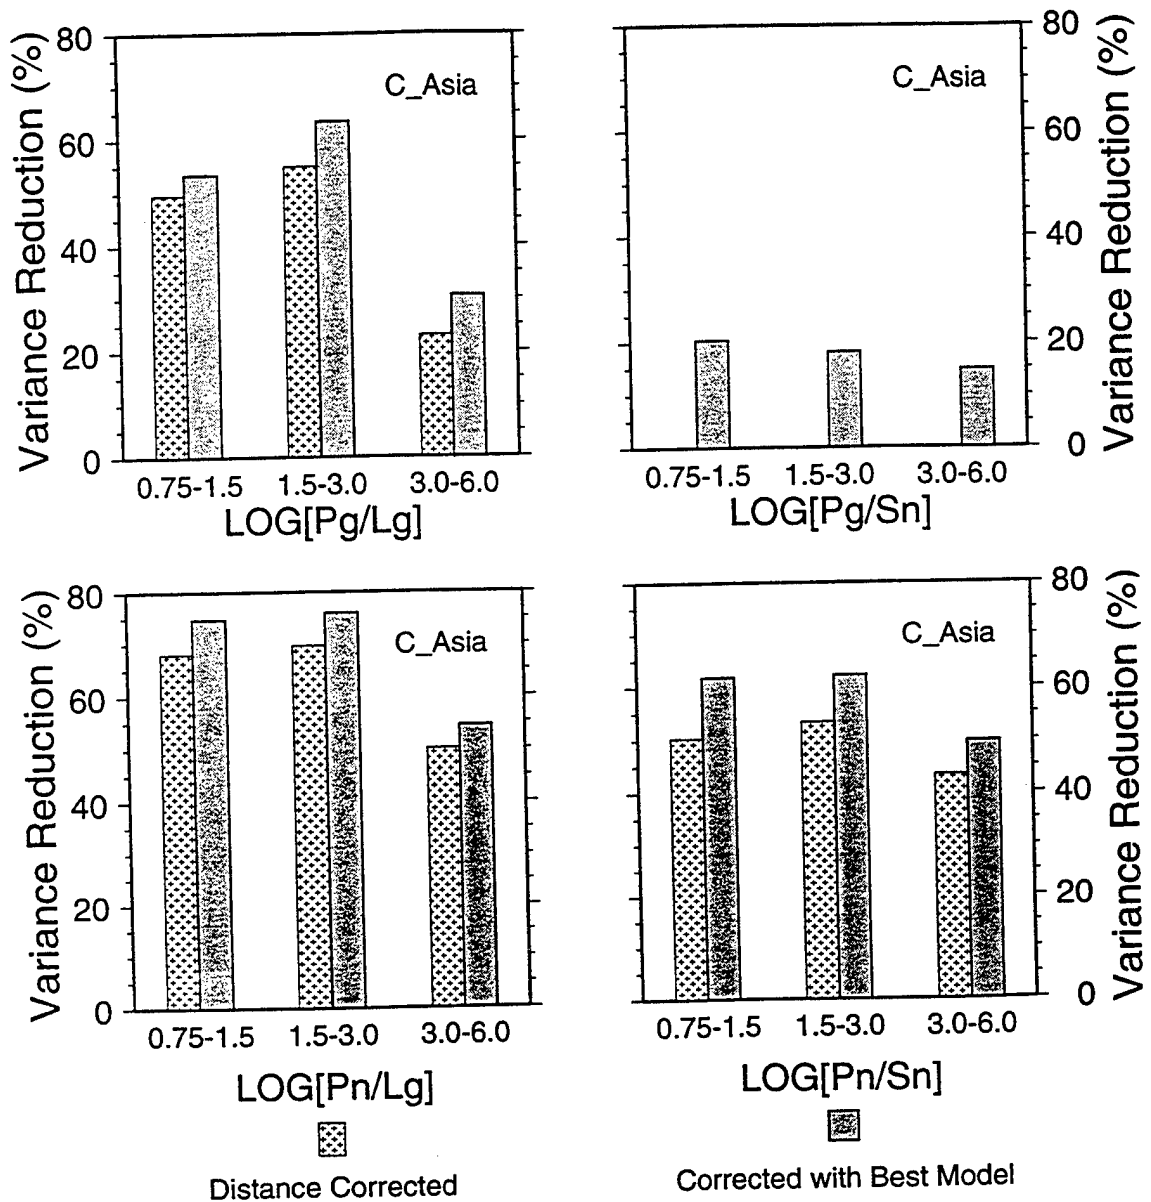 Variance Reduction (%)
80
60
40
20
0
C_Asia
0.75-1.5 1.5-3.0 3.0-6.0
LOG[Pg/Lg]
C_Asia
80
60
40
20
0
Variance Reduction (%)
0.75-1.5 1.5-3.0 3.0-6.0
LOG[Pg/Sn]
Variance Reduction (%)
80
60
40
20
0
C_Asia
0.75-1.5 1.5-3.0 3.0-6.0
LOG[Pn/Lg]
C_Asia
80
60
40
20
0
Variance Reduction (%)
0.75-1.5 1.5-3.0 3.0-6.0
LOG[Pn/Sn]
Distance Corrected
Corrected with Best Model